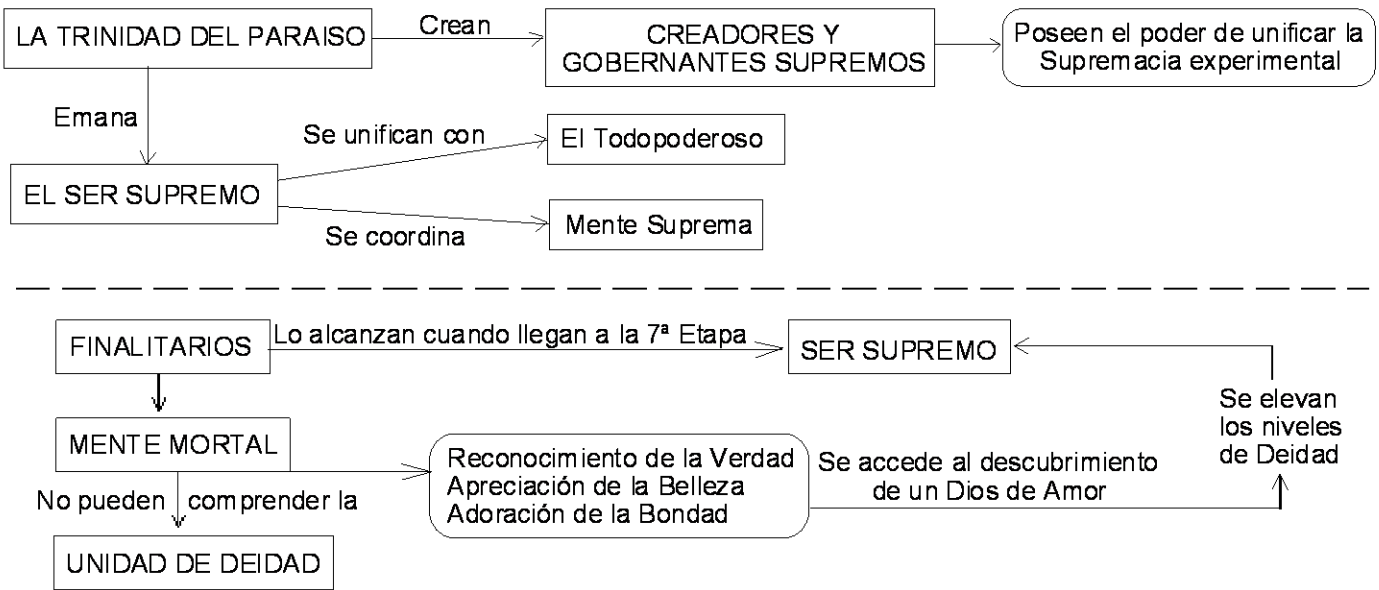 LA TRINIDAD DEL PARAISO
Crean
CREADORES Y
GOBERNANTES SUPREMOS
Poseen el poder de unificar la
Supremacia experimental
Emana
Se unifican con
El Todopoderoso
EL SER SUPREMO
Se coordina
Mente Suprema
FINALITARIOS
Lo alcanzan cuando llegan a la 7ª Etapa
SER SUPREMO
MENTE MORTAL
Reconocimiento de la Verdad
Apreciación de la Belleza
Adoración de la Bondad
Se accede al descubrimiento
de un Dios de Amor
Se elevan
los niveles
de Deidad
No pueden comprender la
UNIDAD DE DEIDAD